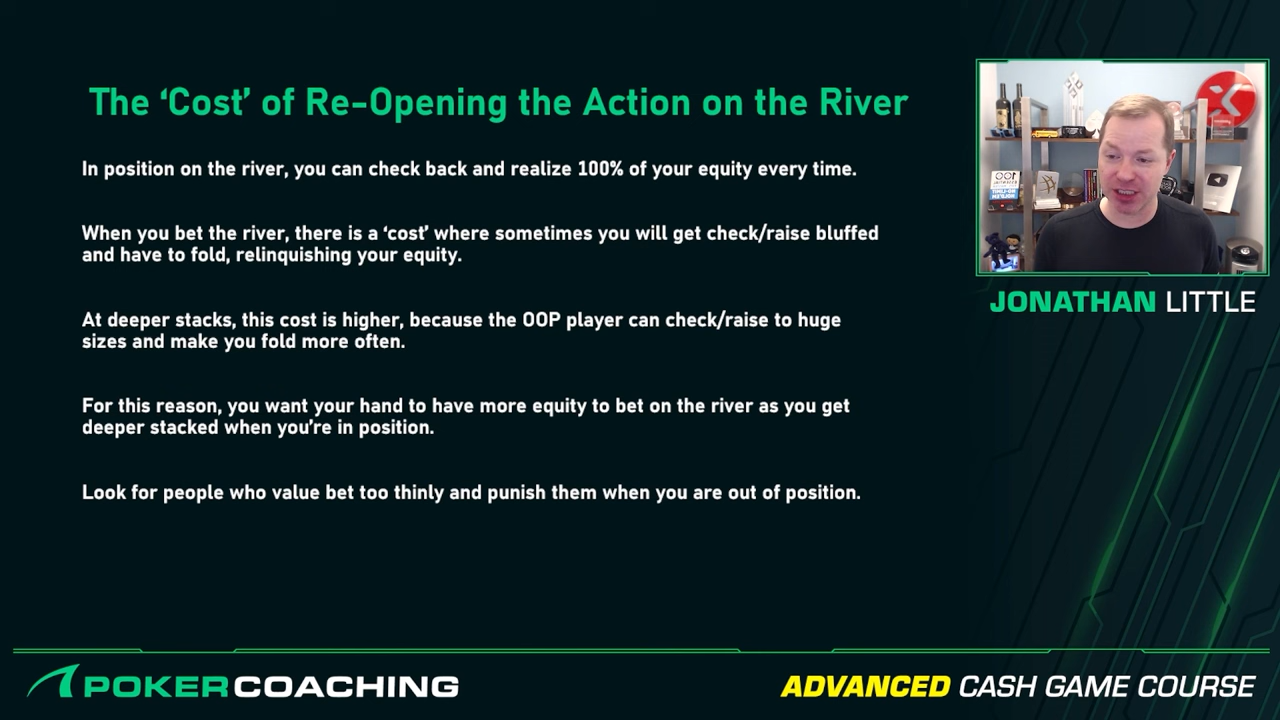 The ‘Cost’ of Re-Opening the Action on the River
In position on the river, you can check back and realize 100% of your equity every time.
When you bet the river, there is a ‘cost’ where sometimes you will get check/raise bluffed
and have to fold, relinquishing your equity.
At deeper stacks, this cost is higher, because the OOP player can check/raise to huge
sizes and make you fold more often.
For this reason, you want your hand to have more equity to bet on the river as you get
deeper stacked when you’re in position.
Look for people who value bet too thinly and punish them when you are out of position.
JONATHAN LITTLE
POKERCOACHING
ADVANCED CASH GAME COURSE